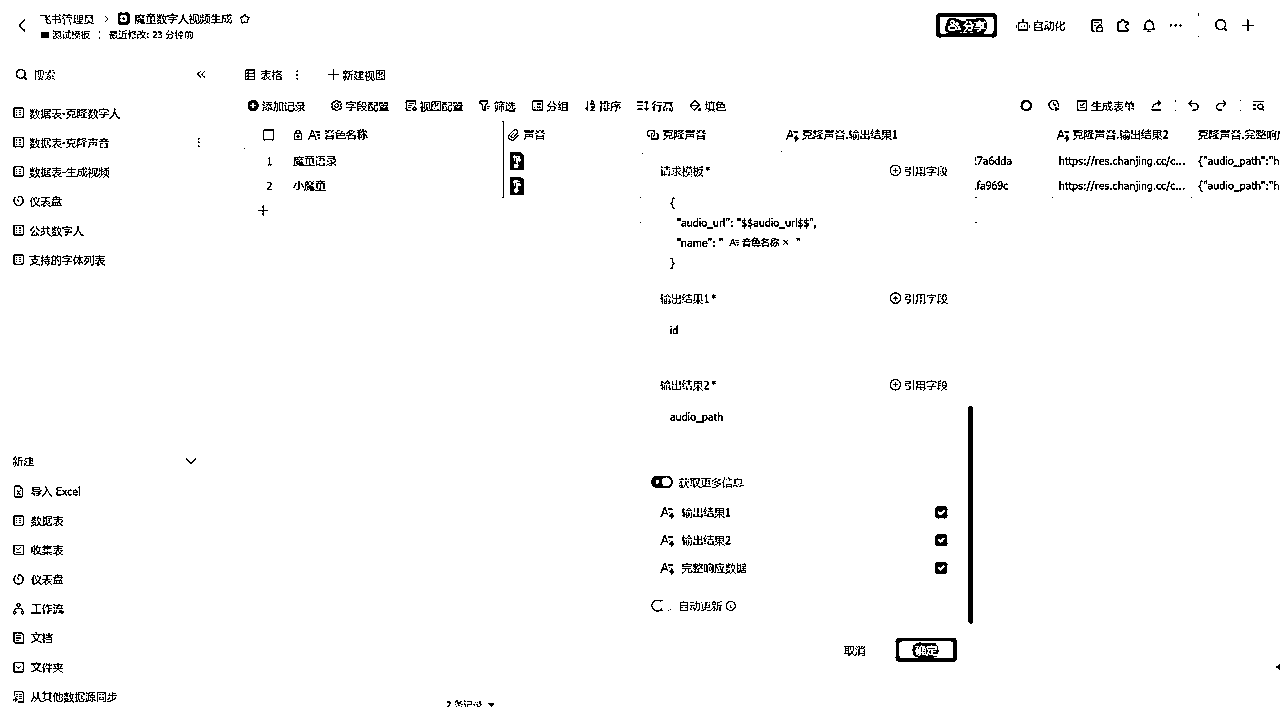 飞书管理员 > 魔童数字人视频生成
测试模板 | 最近修改: 23 分钟前
分享
自动化
搜索
表格
新建视图
添加记录 字段配置 视图配置 筛选 分组 排序 行高 填色
生成表单
数据表-克隆数字人
数据表-克隆声音
数据表-生成视频
仪表盘
公共数字人
支持的字体列表
音色名称 声音 克隆声音 克隆声音.输出结果1 克隆声音.输出结果2 克隆声音.完整响应
1 魔童语录 27a6dda https://res.chanjing.cc/c... {"audio_path":"h
2 小魔童 fa969c https://res.chanjing.cc/c... {"audio_path":"h
请求模板* 引用字段
{
"audio_url": "$$audio_url$$",
"name": " 音色名称 × "
}
输出结果1* 引用字段
id
输出结果2* 引用字段
audio_path
获取更多信息
输出结果1
输出结果2
完整响应数据
自动更新
取消 确定
新建
导入 Excel
数据表
收集表
仪表盘
工作流
文档
文件夹
从其他数据源同步
2 条记录